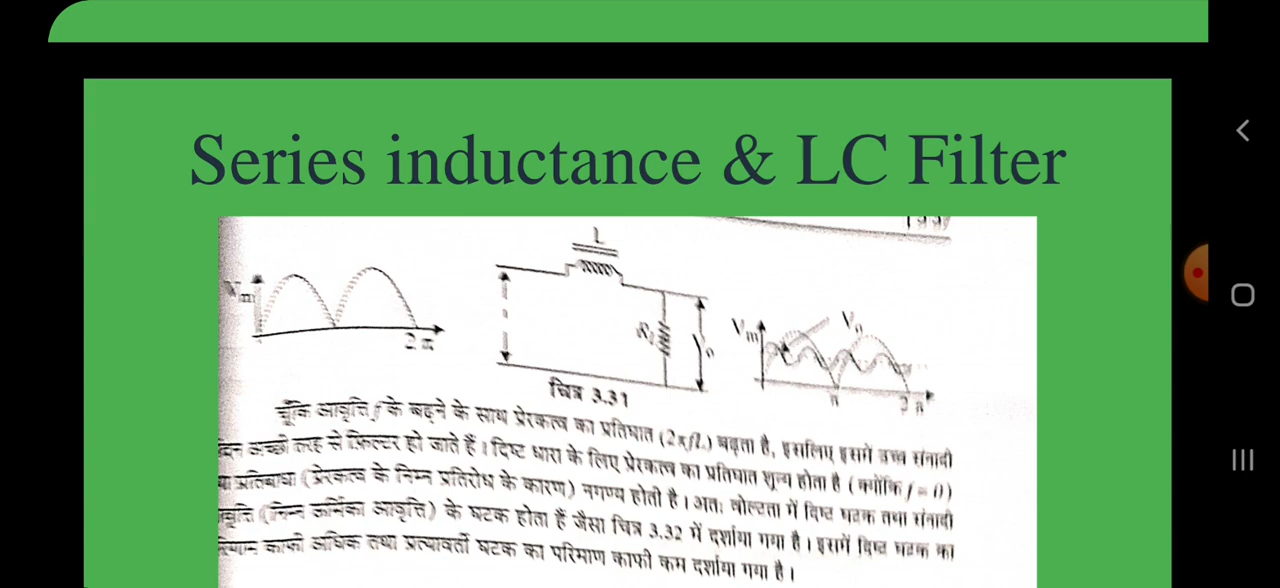 Series inductance & LC Filter
L
Vm
2π
R
Vm
Vo
π
2π
चित्र 3.31
चूँकि आवृत्ति f के बढ़ने के साथ प्रेरकत्व का प्रतिघात (2πfL) बढ़ता है, इसलिए इसमें उच्च संनादी
अच्छी तरह से फ़िल्टर हो जाते हैं। दिष्ट धारा के लिए प्रेरकत्व का प्रतिघात शून्य होता है (क्योंकि f = 0)
प्रतिबाधा (प्रेरकत्व के निम्न प्रतिरोध के कारण) नगण्य होती है। अतः वोल्टता में दिष्ट घटक तथा संनादी
(निम्न ऊर्मिका आवृत्ति) के घटक होता हैं जैसा चित्र 3.32 में दर्शाया गया है। इसमें दिष्ट घटक का
काफी अधिक तथा प्रत्यावर्ती घटक का परिमाण काफी कम दर्शाया गया है।